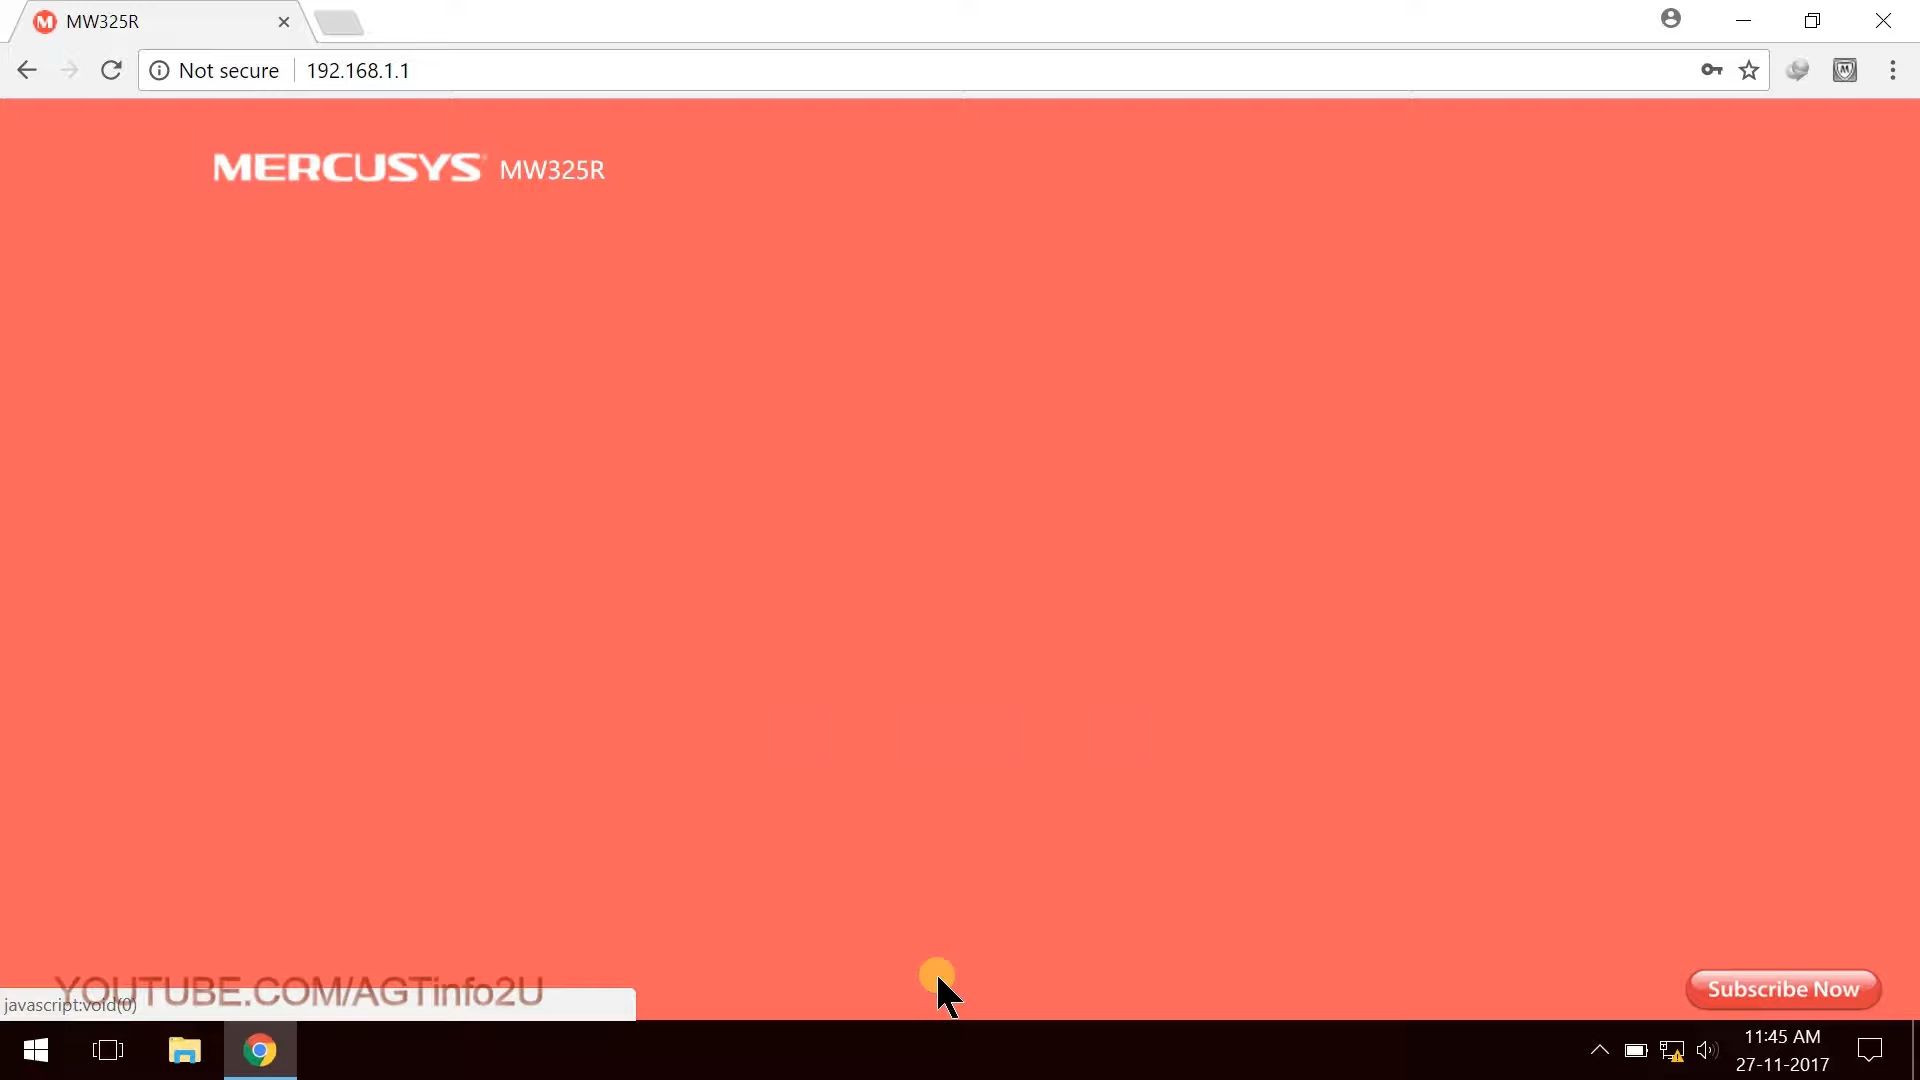 MW325R
Not secure
192.168.1.1
MERCUSYS MW325R
YOUTUBE.COM/AGTinfo2U
javascript:void(0)
Subscribe Now
11:45 AM
27-11-2017